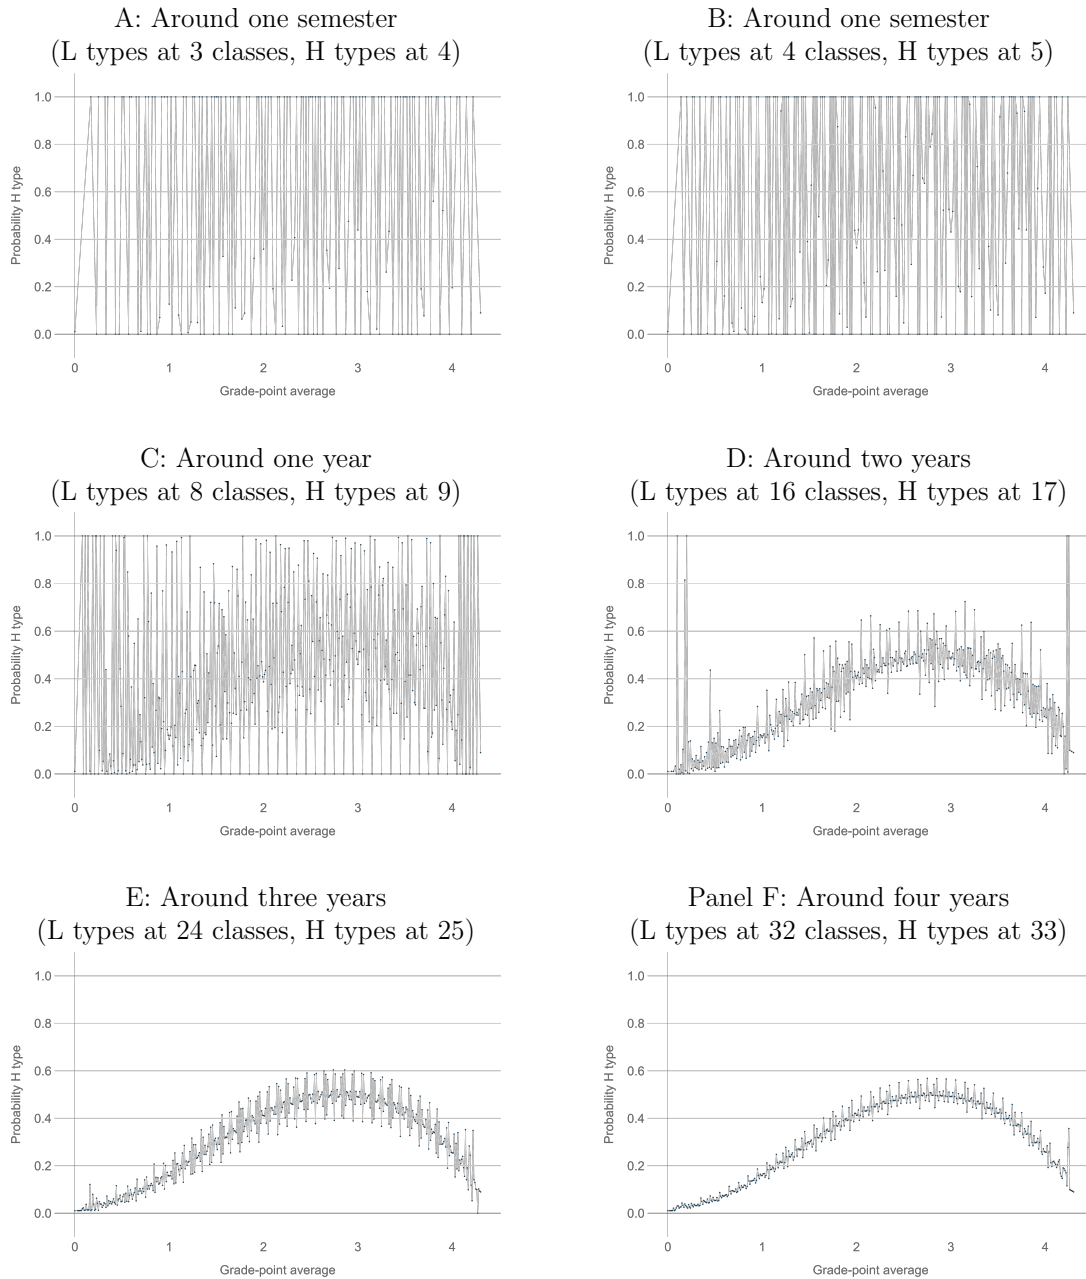 A: Around one semester
(L types at 3 classes, H types at 4)
1.0
0.8
0.6
0.4
0.2
0.0
Probability H type
0 1 2 3 4
Grade-point average
B: Around one semester
(L types at 4 classes, H types at 5)
1.0
0.8
0.6
0.4
0.2
0.0
Probability H type
0 1 2 3 4
Grade-point average
C: Around one year
(L types at 8 classes, H types at 9)
1.0
0.8
0.6
0.4
0.2
0.0
Probability H type
0 1 2 3 4
Grade-point average
D: Around two years
(L types at 16 classes, H types at 17)
1.0
0.8
0.6
0.4
0.2
0.0
Probability H type
0 1 2 3 4
Grade-point average
E: Around three years
(L types at 24 classes, H types at 25)
1.0
0.8
0.6
0.4
0.2
0.0
Probability H type
0 1 2 3 4
Grade-point average
Panel F: Around four years
(L types at 32 classes, H types at 33)
1.0
0.8
0.6
0.4
0.2
0.0
Probability H type
0 1 2 3 4
Grade-point average